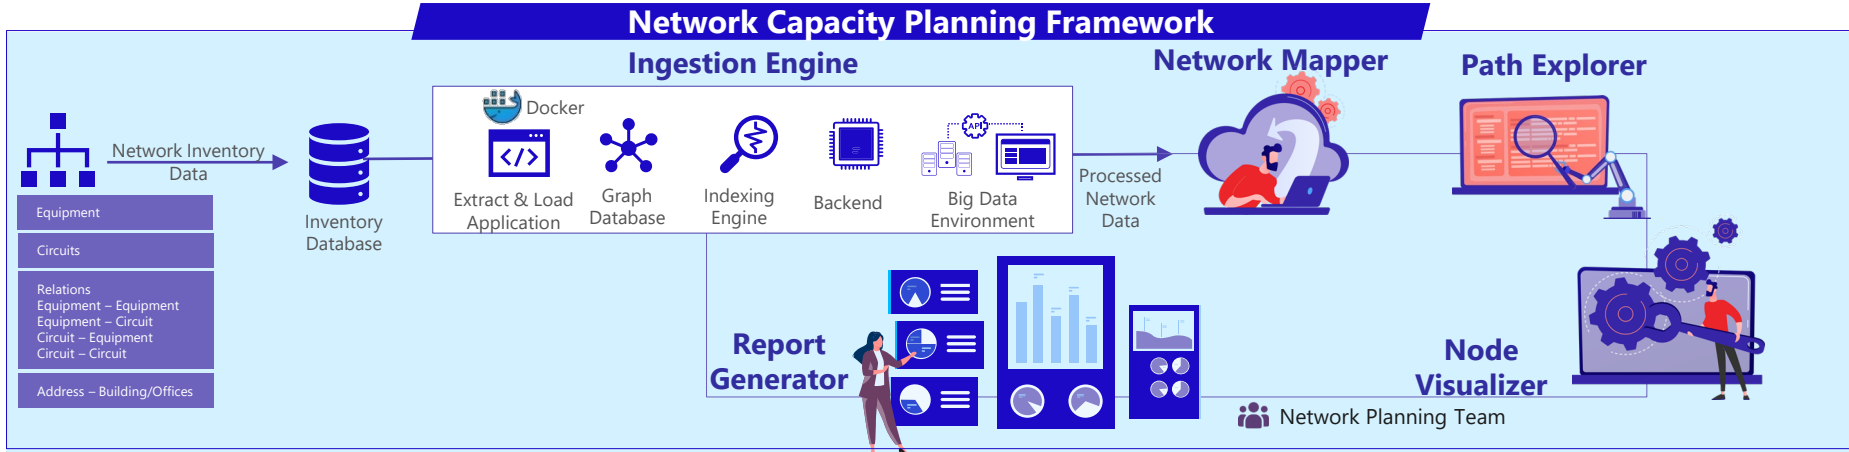 Network Capacity Planning Framework
Ingestion Engine
Network Mapper
Path Explorer
Docker
Network Inventory
Data
Inventory
Database
Extract & Load
Application
Graph
Database
Indexing
Engine
Backend
API
Big Data
Environment
Processed
Network
Data
Equipment
Circuits
Relations
Equipment – Equipment
Equipment – Circuit
Circuit – Equipment
Circuit – Circuit
Address – Building/Offices
Report
Generator
Node
Visualizer
Network Planning Team